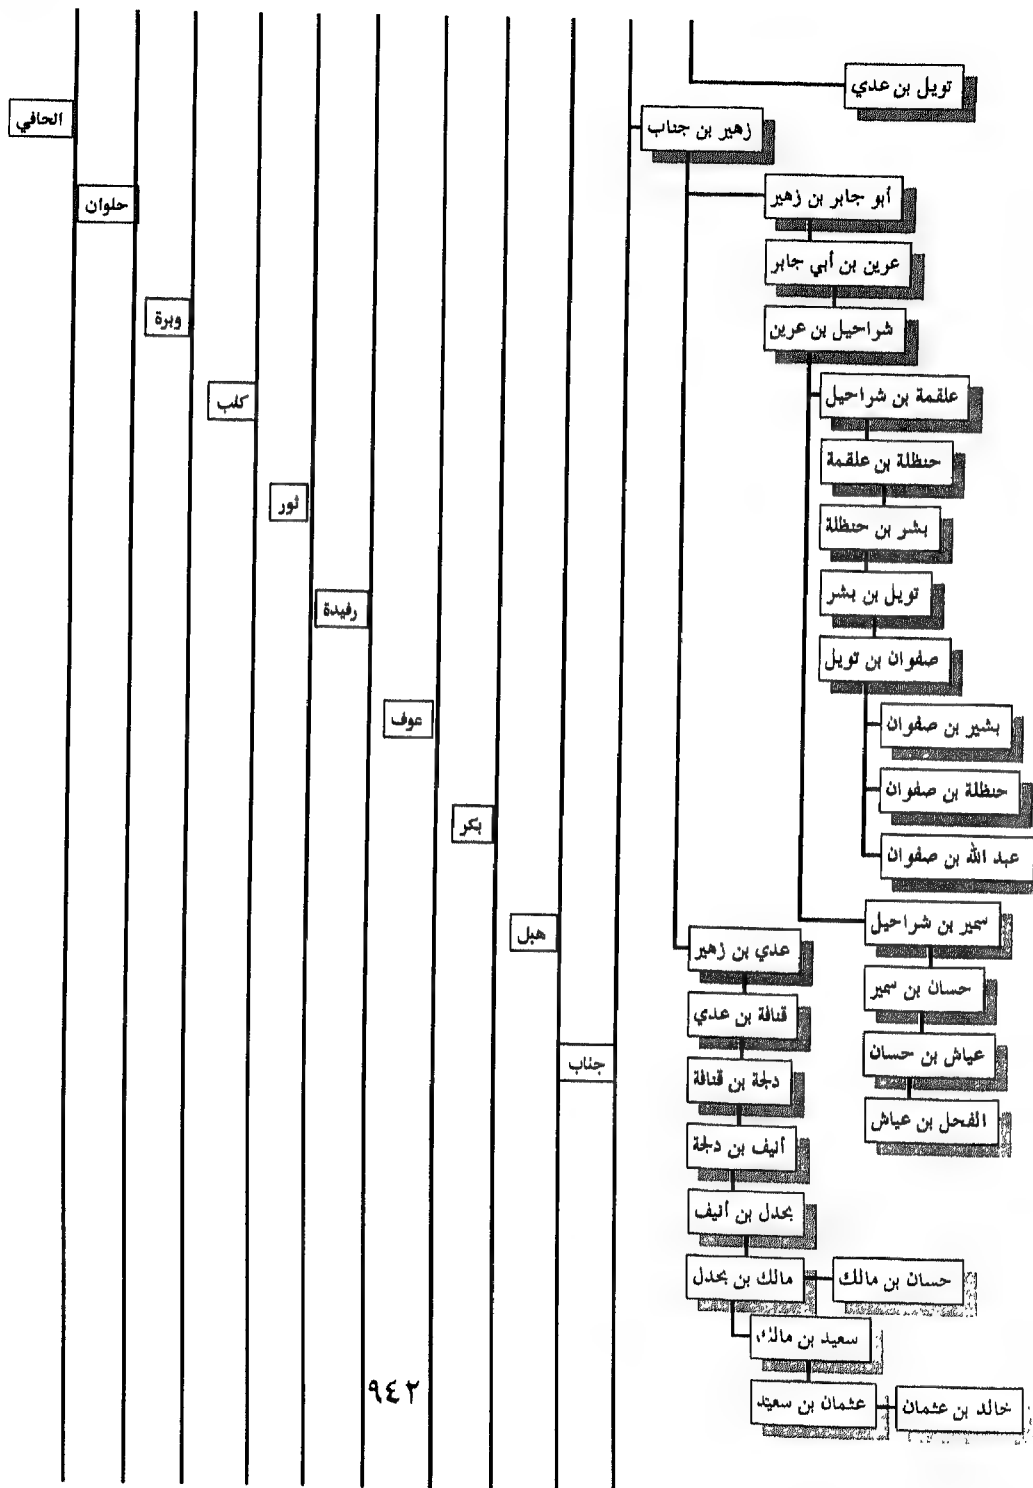 تويل بن عدي
الحافي
زهير بن جناب
أبو جابر بن زهير
حلوان
عرين بن أبي جابر
وبرة
شراحيل بن عرين
كلب
علقمة بن شراحيل
حنظلة بن علقمة
ثور
بشر بن حنظلة
رفيدة
تويل بن بشر
صفوان بن تويل
عوف
بشير بن صفوان
حنظلة بن صفوان
بكر
عبد الله بن صفوان
سمير بن شراحيل
هبل
عدي بن زهير
حسان بن سمير
قنافة بن عدي
عياش بن حسان
جناب
دلجة بن قنافة
الفحل بن عياش
أنيف بن دلجة
بحدل بن أنيف
مالك بن بحدل
حسان بن مالك
سعيد بن مالك
عثمان بن سعيد
خالد بن عثمان
٩٤٢